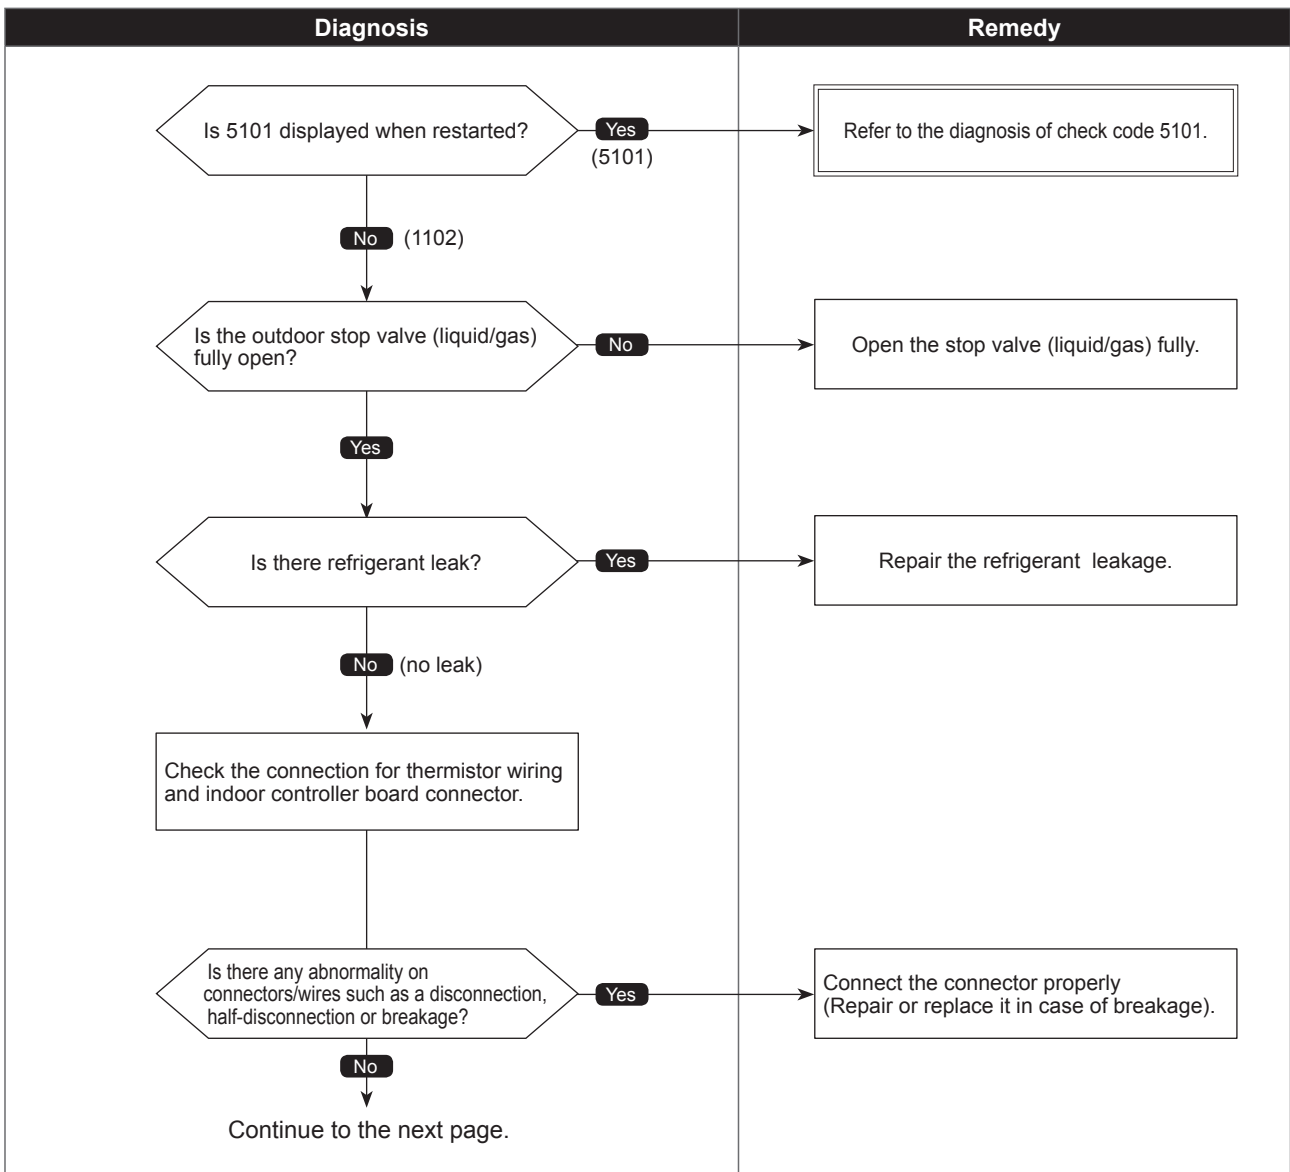 Diagnosis
Remedy
Is 5101 displayed when restarted?
Yes
(5101)
Refer to the diagnosis of check code 5101.
No (1102)
Is the outdoor stop valve (liquid/gas)
fully open?
No
Open the stop valve (liquid/gas) fully.
Yes
Is there refrigerant leak?
Yes
Repair the refrigerant leakage.
No (no leak)
Check the connection for thermistor wiring
and indoor controller board connector.
Is there any abnormality on
connectors/wires such as a disconnection,
half-disconnection or breakage?
Yes
Connect the connector properly
(Repair or replace it in case of breakage).
No
Continue to the next page.